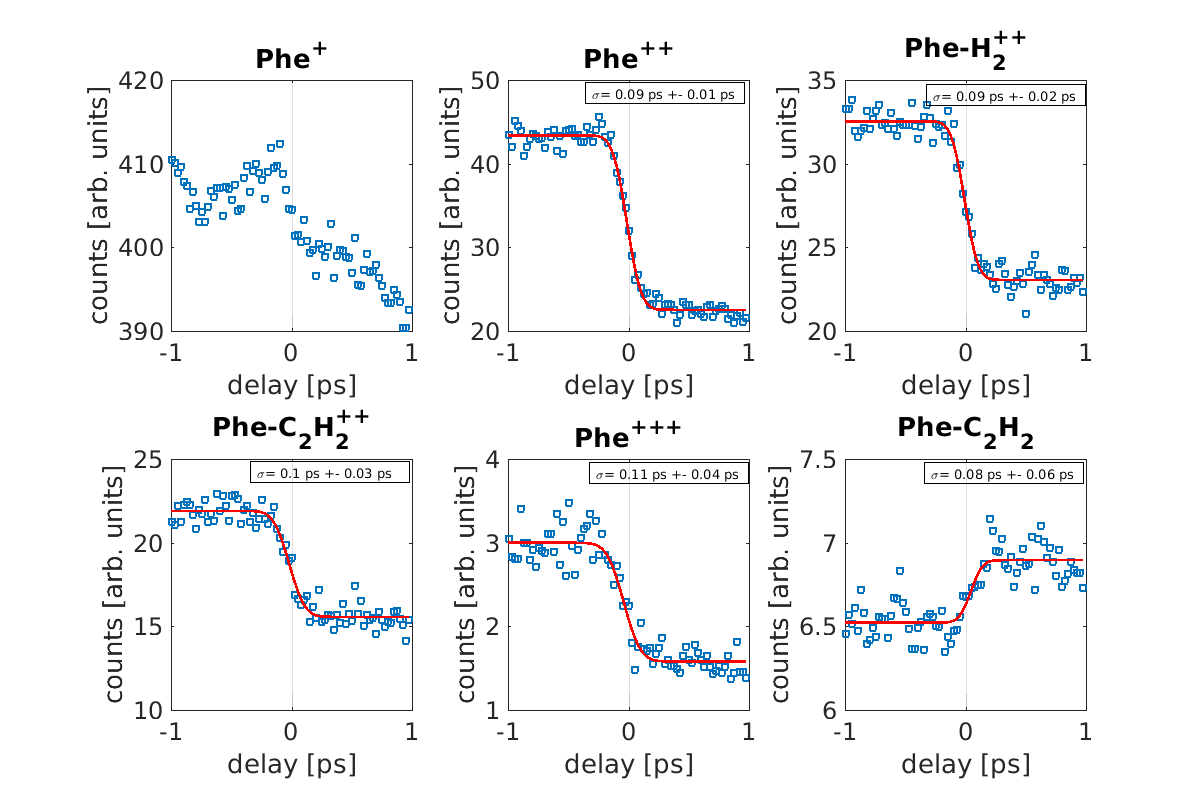 Phe+
420
410
400
390
counts [arb. units]
-1 0 1
delay [ps]
Phe++
σ= 0.09 ps +- 0.01 ps
50
40
30
20
counts [arb. units]
-1 0 1
delay [ps]
Phe-H2++
σ= 0.09 ps +- 0.02 ps
35
30
25
20
counts [arb. units]
-1 0 1
delay [ps]
Phe-C2H2++
σ= 0.1 ps +- 0.03 ps
25
20
15
10
counts [arb. units]
-1 0 1
delay [ps]
Phe+++
σ= 0.11 ps +- 0.04 ps
4
3
2
1
counts [arb. units]
-1 0 1
delay [ps]
Phe-C2H2
σ= 0.08 ps +- 0.06 ps
7.5
7
6.5
6
counts [arb. units]
-1 0 1
delay [ps]